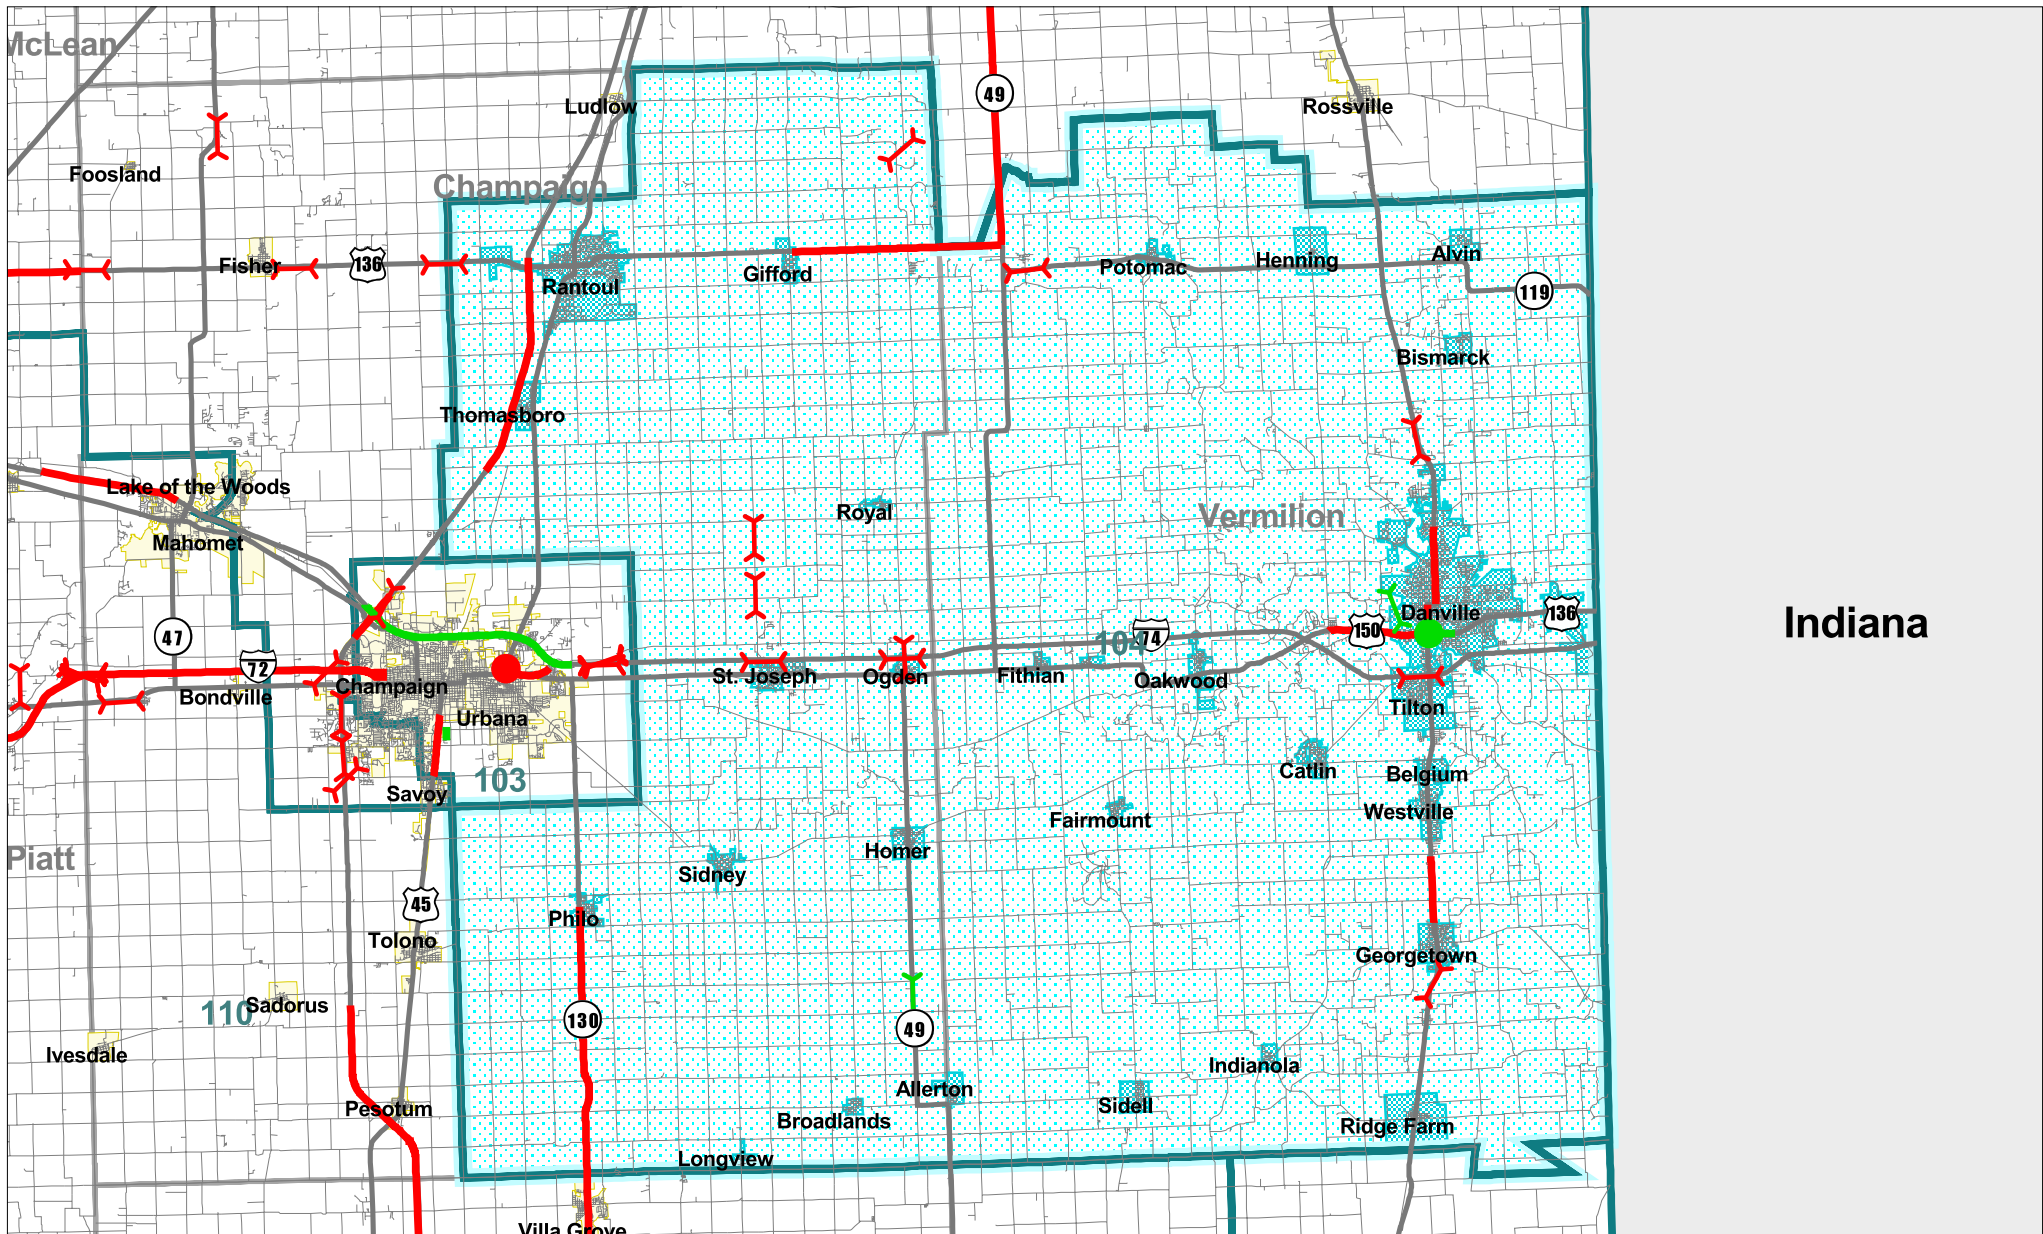 McLean
Ludlow
49
Rossville
Foosland
Champaign
Fisher
136
Rantoul
Gifford
Potomac
Henning
Alvin
119
Bismarck
Thomasboro
Lake of the Woods
Royal
Vermilion
Mahomet
47
72
Bondville
Champaign
Urbana
St. Joseph
Ogden
Fithian
104
74
Oakwood
150
Danville
136
Indiana
Tilton
103
Savoy
Catlin
Belgium
Westville
Piatt
Fairmount
Homer
Sidney
45
Philo
Tolono
Georgetown
110
Sadorus
130
49
Ivesdale
Indianola
Allerton
Sidell
Pesotum
Broadlands
Ridge Farm
Longview
Villa Grove